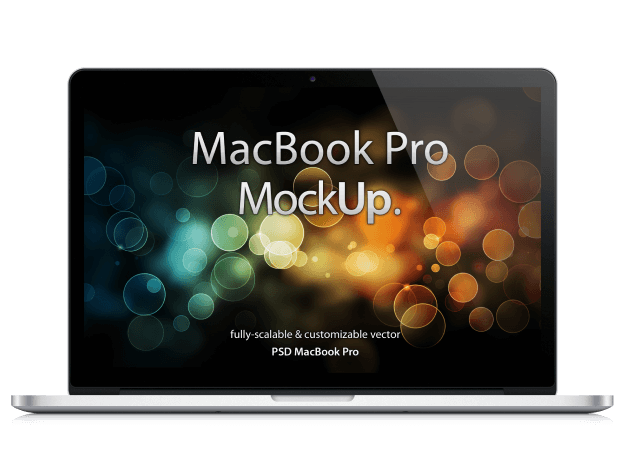 MacBook Pro
MockUp.
fully-scalable & customizable vector
PSD MacBook Pro